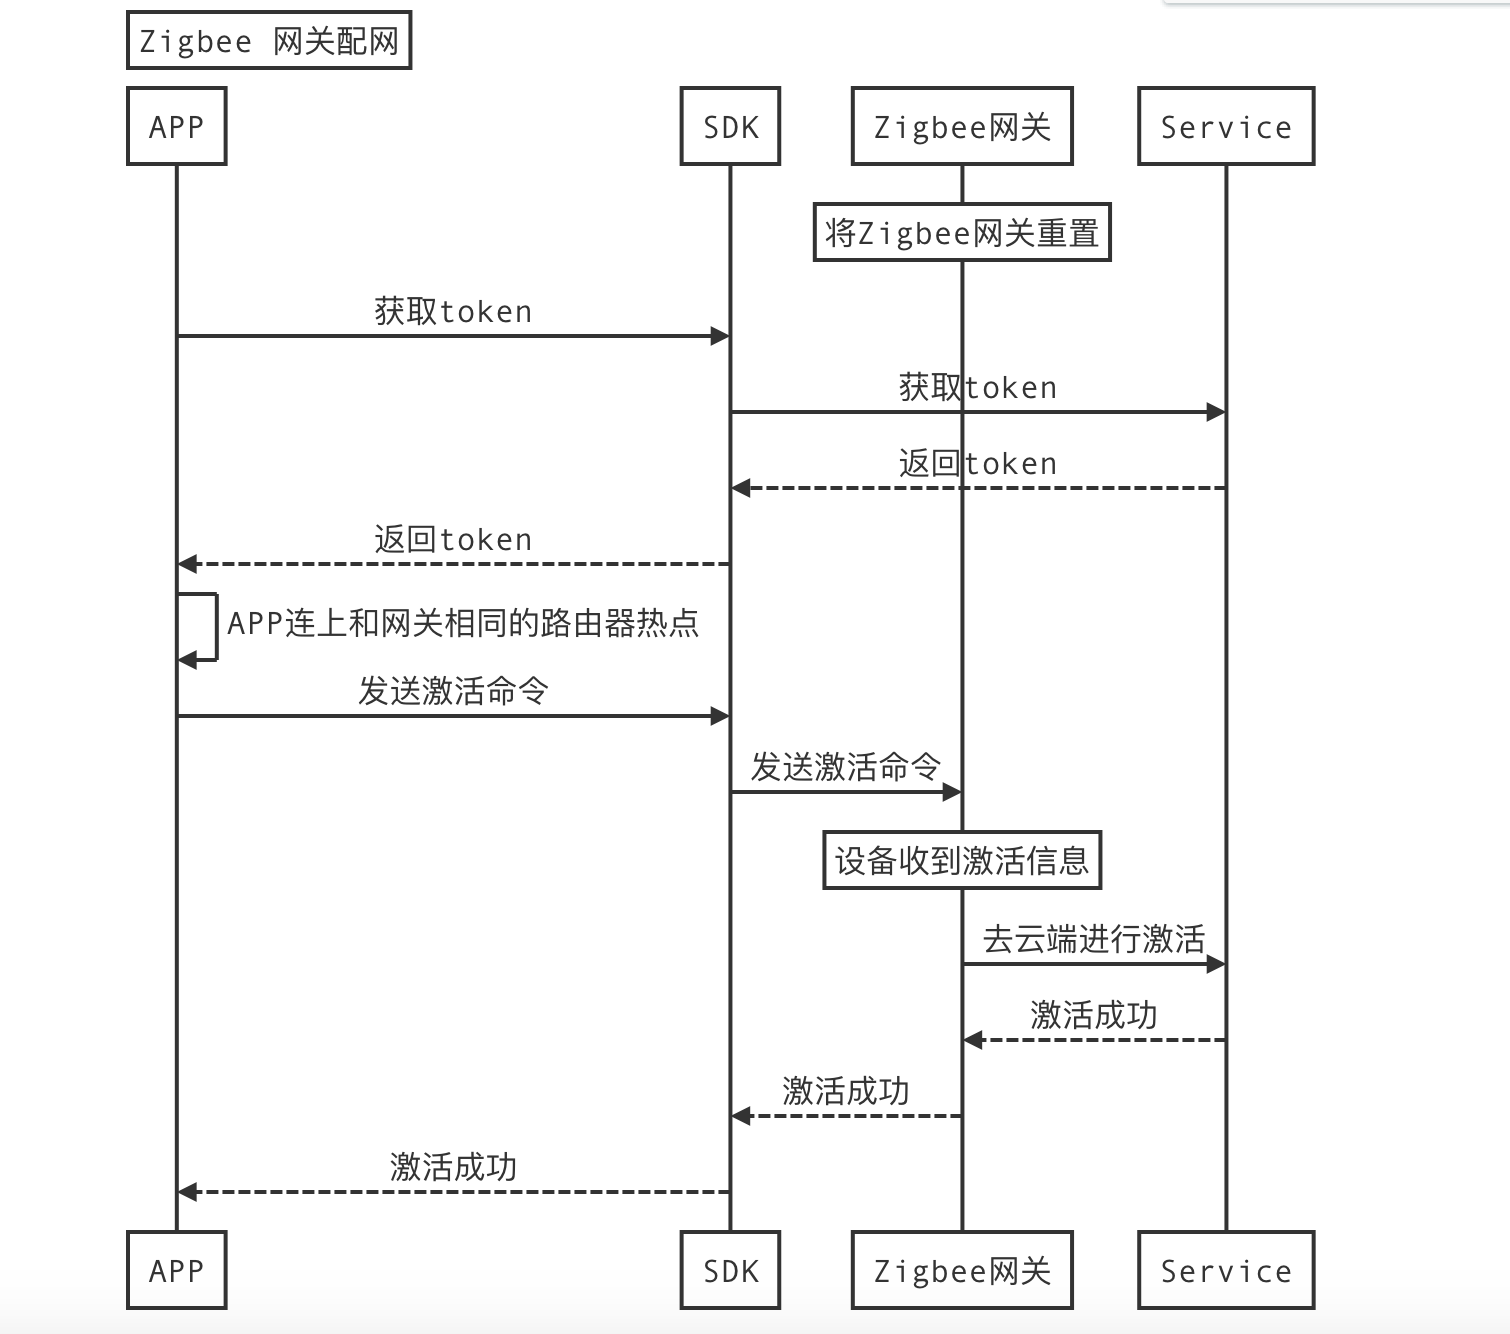 Zigbee 网关配网
APP
SDK
Zigbee网关
Service
将Zigbee网关重置
获取token
获取token
返回token
返回token
APP连上和网关相同的路由器热点
发送激活命令
发送激活命令
设备收到激活信息
去云端进行激活
激活成功
激活成功
激活成功
APP
SDK
Zigbee网关
Service